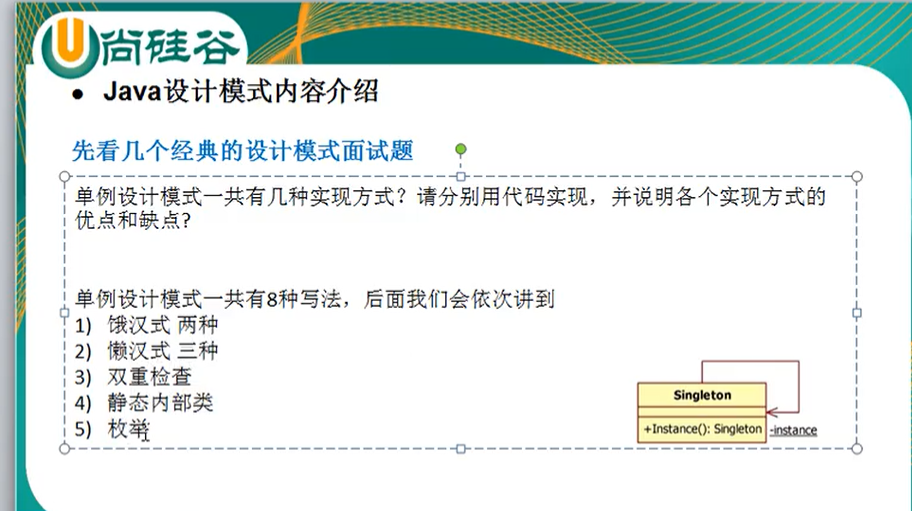 尚硅谷
● Java设计模式内容介绍
先看几个经典的设计模式面试题
单例设计模式一共有几种实现方式？请分别用代码实现，并说明各个实现方式的
优点和缺点?
单例设计模式一共有8种写法，后面我们会依次讲到
1) 饿汉式 两种
2) 懒汉式 三种
3) 双重检查
4) 静态内部类
5) 枚举
Singleton
+Instance(): Singleton
-instance